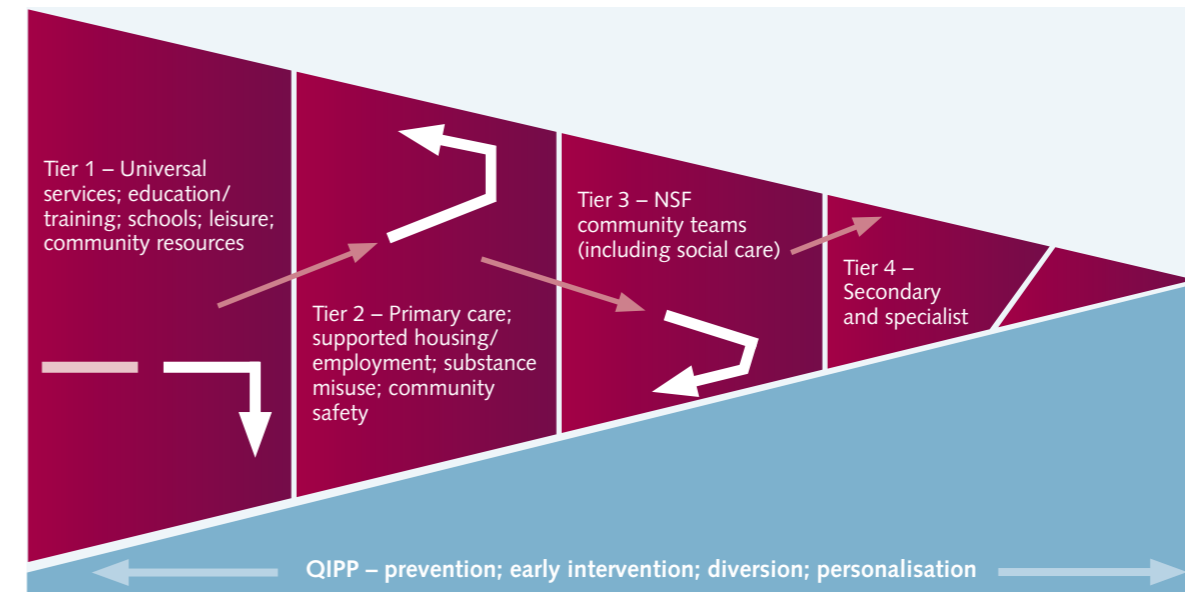 Tier 1 – Universal
services; education/
training; schools; leisure;
community resources
Tier 2 – Primary care;
supported housing/
employment; substance
misuse; community
safety
Tier 3 – NSF
community teams
(including social care)
Tier 4 –
Secondary
and specialist
QIPP – prevention; early intervention; diversion; personalisation